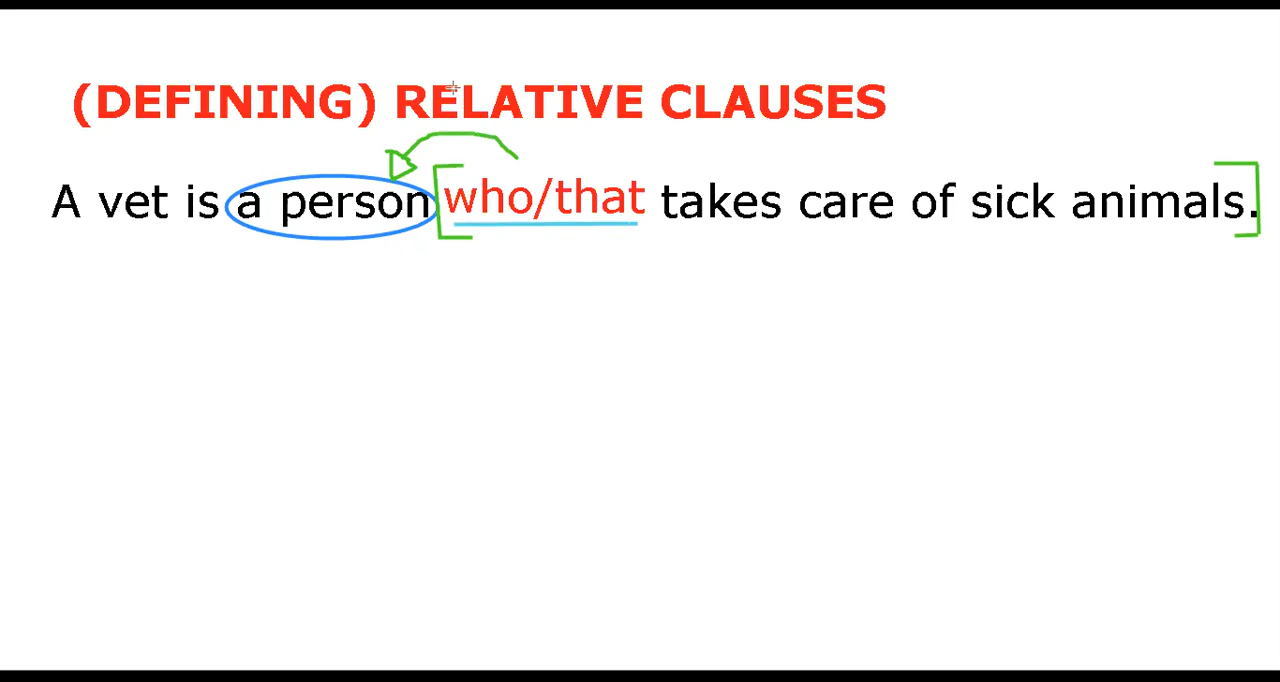 (DEFINING) RELATIVE CLAUSES
A vet is a person who/that takes care of sick animals.